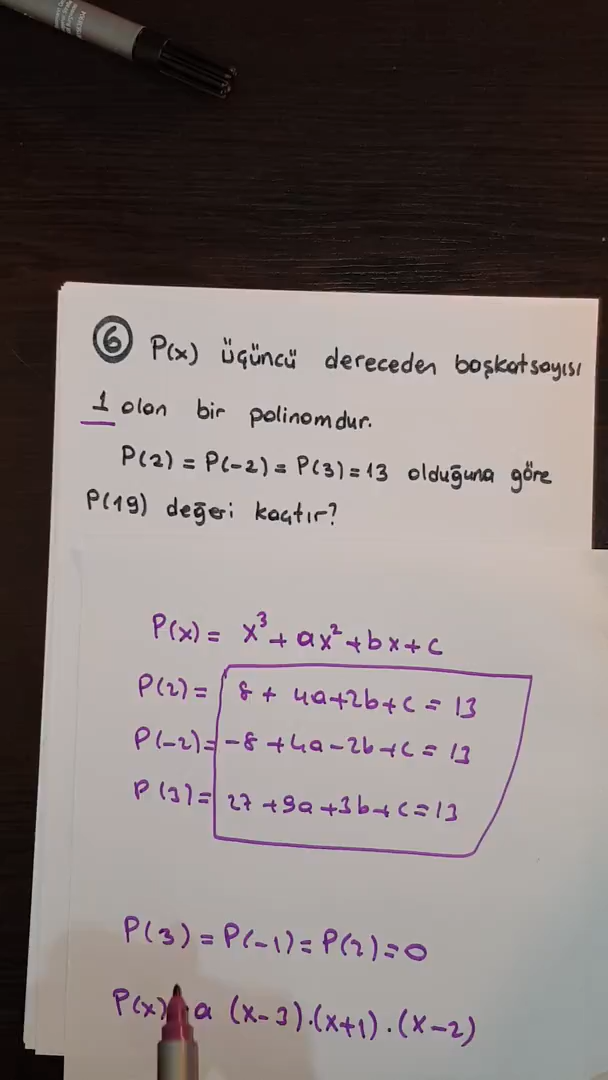 6 P(x) üçüncü dereceden başkatsayısı
1 olan bir polinomdur.
P(2) = P(-2) = P(3) = 13 olduğuna göre
P(19) değeri kaçtır?
P(x) = x³ + ax² + bx + c
P(2) = 8 + 4a + 2b + c = 13
P(-2) = -8 + 4a - 2b + c = 13
P(3) = 27 + 9a + 3b + c = 13
P(3) = P(-1) = P(2) = 0
P(x) a (x-3).(x+1).(x-2)